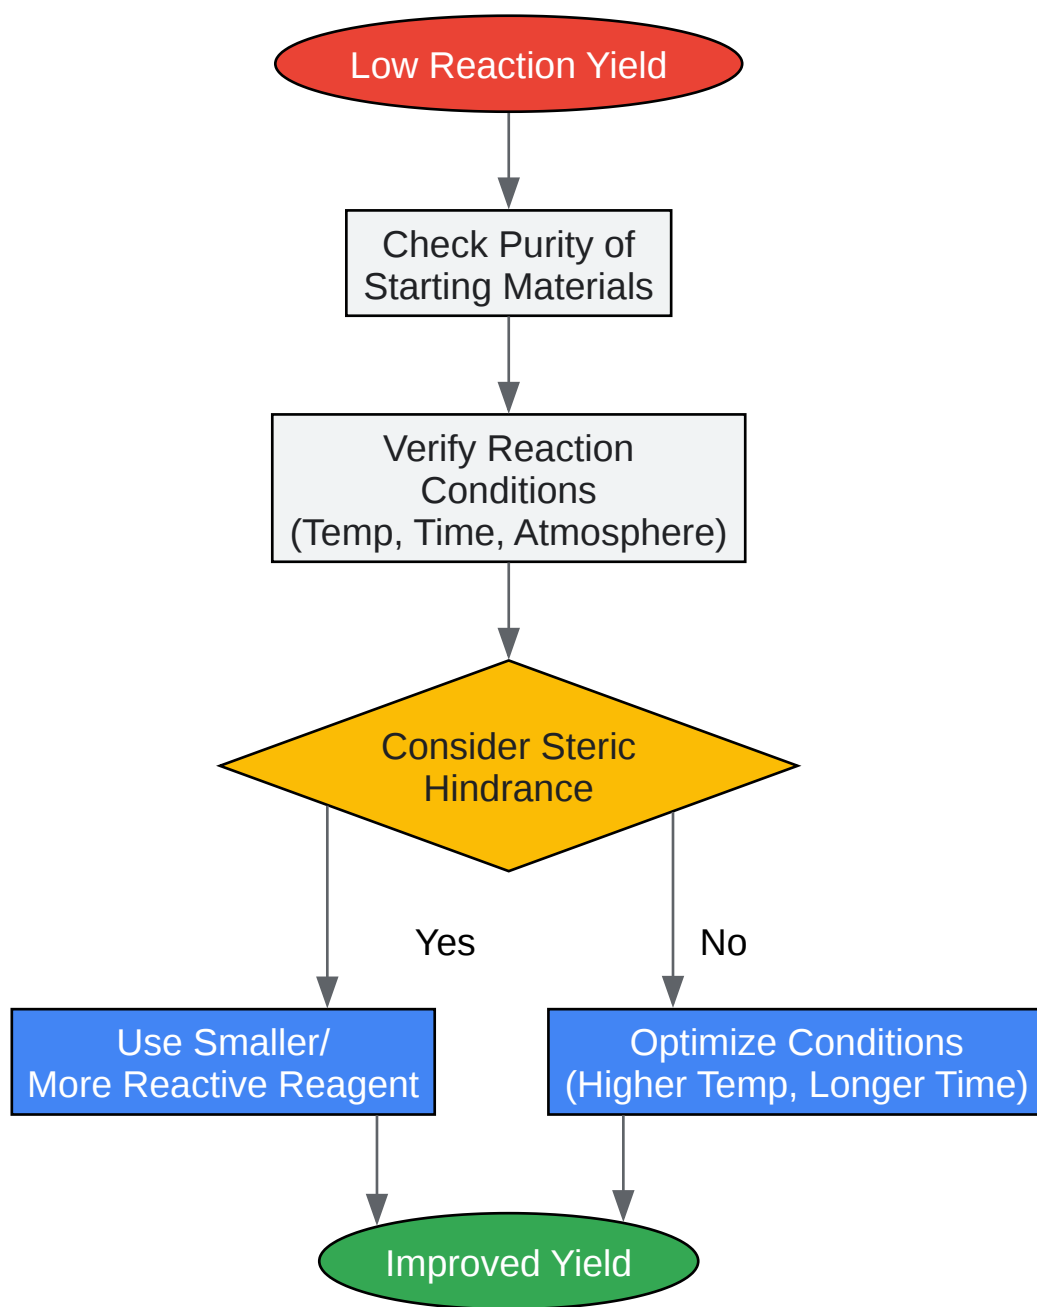 Low Reaction Yield
Check Purity of
Starting Materials
Verify Reaction
Conditions
(Temp, Time, Atmosphere)
Consider Steric
Hindrance
Yes
No
Use Smaller/
More Reactive Reagent
Optimize Conditions
(Higher Temp, Longer Time)
Improved Yield